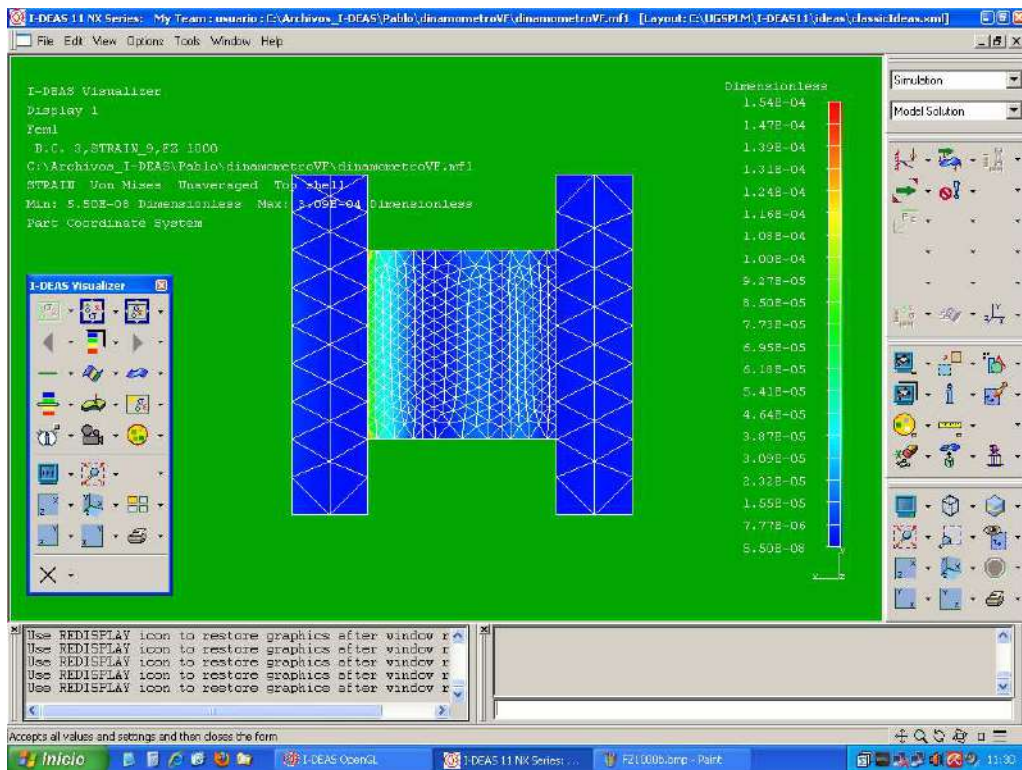 I-DEAS 11 NX Series: My Team : usuario : E:\Archivos_I-DEAS\Pablo\dinamometroVF\dinamometroVF.mf1 [Layout: E:\UGSPLM\I-DEAS11\ideas\classicIdeas.xml]
File Edit View Options Tools Window Help
I-DEAS Visualizer
Display 1
Fem1
B.C. 3,STRAIN_9,FZ 1000
C:\Archivos_I-DEAS\Pablo\dinamometroVF\dinamometroVF.mf1
STRAIN Von Mises Unaveraged Top shell
Min: 5.50E-08 Dimensionless Max: 3.09E-04 Dimensionless
Part Coordinate System
Dimensionless
1.54E-04
1.47E-04
1.39E-04
1.31E-04
1.24E-04
1.16E-04
1.08E-04
1.00E-04
9.27E-05
8.50E-05
7.73E-05
6.95E-05
6.18E-05
5.41E-05
4.64E-05
3.87E-05
3.09E-05
2.32E-05
1.55E-05
7.77E-06
5.50E-08
I-DEAS Visualizer
Simulation
Model Solution
Use REDISPLAY icon to restore graphics after window r
Use REDISPLAY icon to restore graphics after window r
Use REDISPLAY icon to restore graphics after window r
Use REDISPLAY icon to restore graphics after window r
Use REDISPLAY icon to restore graphics after window r
Accepts all values and settings and then closes the form
Inicio
I-DEAS OpenGL
I-DEAS 11 NX Series: ...
FZ1000b.bmp - Paint
11:30